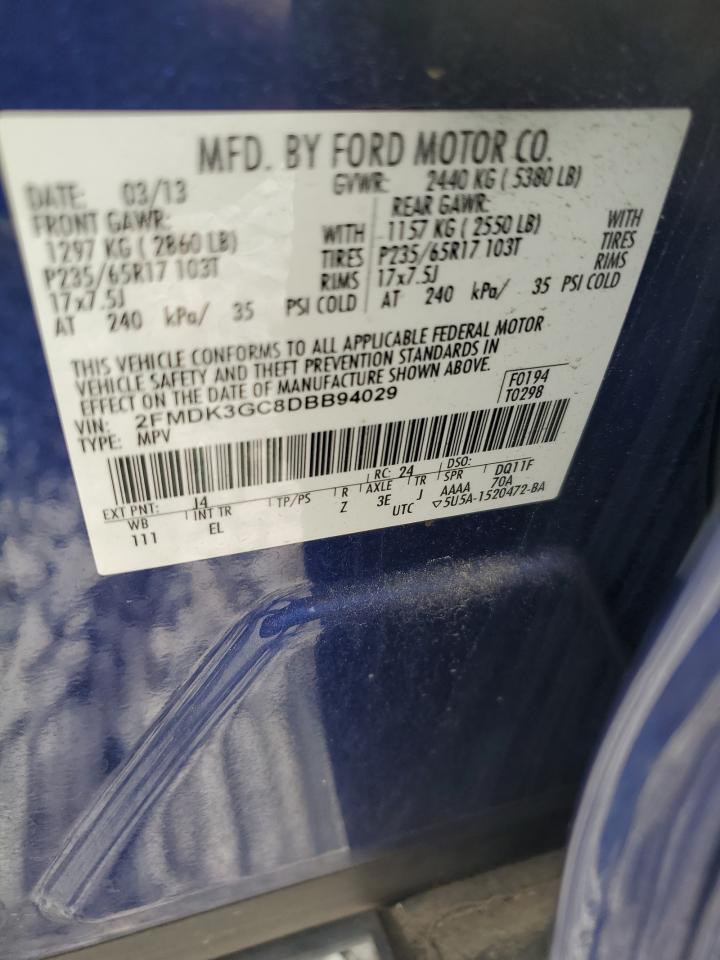 MFD. BY FORD MOTOR CO.
DATE: 03/13 GVWR: 2440 KG ( 5380 LB)
FRONT GAWR: REAR GAWR:
1297 KG ( 2860 LB) WITH 1157 KG ( 2550 LB) WITH
P235/65R17 103T TIRES P235/65R17 103T TIRES
17x7.5J RIMS 17x7.5J RIMS
AT 240 kPa/ 35 PSI COLD AT 240 kPa/ 35 PSI COLD
THIS VEHICLE CONFORMS TO ALL APPLICABLE FEDERAL MOTOR
VEHICLE SAFETY AND THEFT PREVENTION STANDARDS IN
EFFECT ON THE DATE OF MANUFACTURE SHOWN ABOVE.
VIN: 2FMDK3GC8DBB94029 F0194
TYPE: MPV T0298
EXT PNT: J4 RC: 24 DSO: DQ11F
WB INT TR TP/PS R AXLE TR SPR 70A
111 EL Z 3E J AAAA
UTC ▽5U5A-1520472-BA